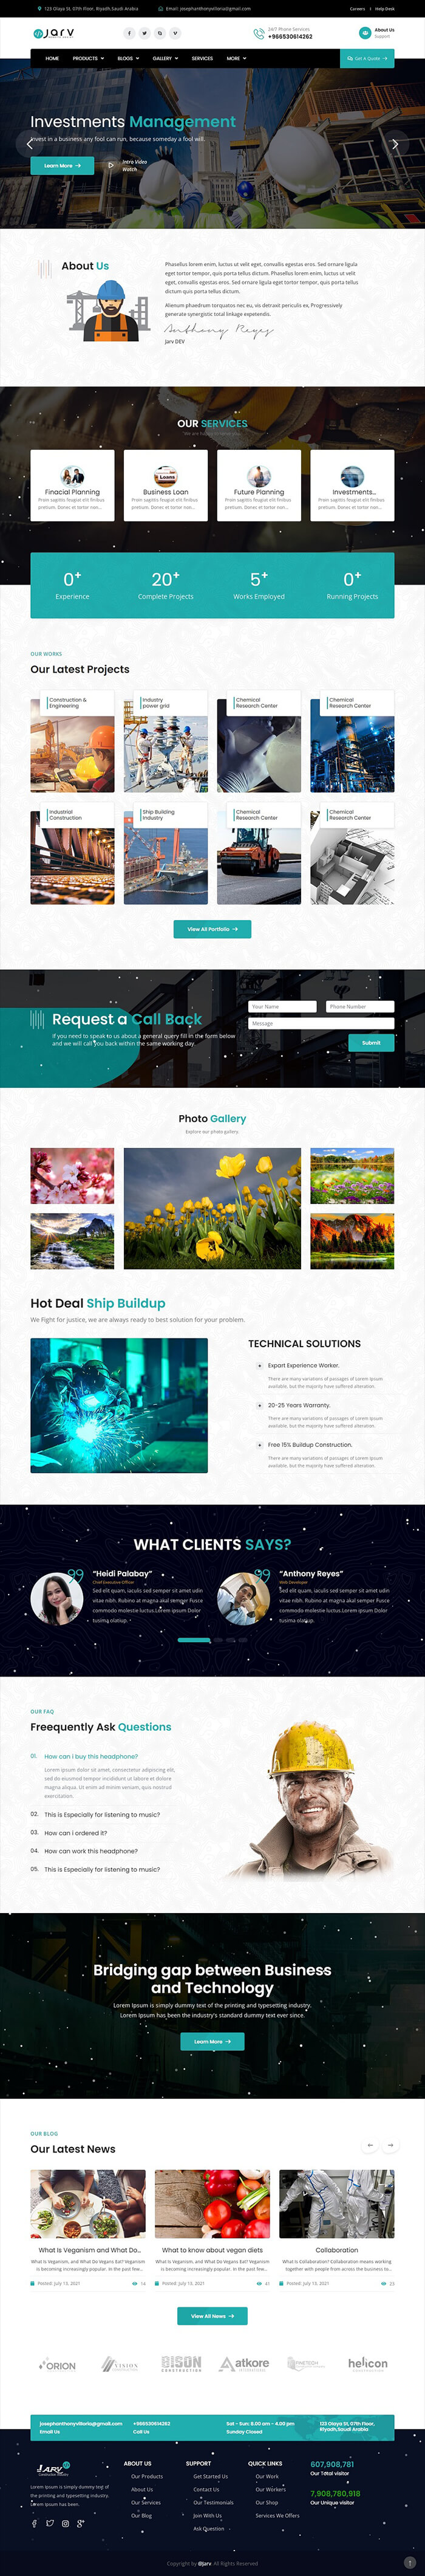 123 Olaya St, 07th Floor, Riyadh, Saudi Arabia
Email: josephanthonyvilloria@gmail.com
Careers | Help Desk
Jarv
24/7 Phone Services
+966530614262
About Us
Support
HOME PRODUCTS BLOGS GALLERY SERVICES MORE
Get A Quote
Investments Management
Invest in a business any fool can run, because someday a fool will.
Learn More
Intro Video
Watch
About Us
Phasellus lorem enim, luctus ut velit eget, convallis egestas eros. Sed ornare ligula
eget tortor tempor, quis porta tellus dictum. Phasellus lorem enim, luctus ut velit
eget, convallis egestas eros. Sed ornare ligula eget tortor tempor, quis porta tellus
dictum quis porta tellus dictum.
Alienum phaedrum torquatos nec eu, vis detraxit periculis ex, Progressively
generate synergistic total linkage expetendis.
Anthony Reyes
Jarv DEV
OUR SERVICES
Finacial Planning
Proin sagittis feugiat elit finibus
pretium. Donec et tortor non...
Business Loan
Proin sagittis feugiat elit finibus
pretium. Donec et tortor non...
Future Planning
Proin sagittis feugiat elit finibus
pretium. Donec et tortor non...
Investments...
Proin sagittis feugiat elit finibus
pretium. Donec et tortor non...
0+
Experience
20+
Complete Projects
5+
Works Employed
0+
Running Projects
OUR WORKS
Our Latest Projects
Construction &
Engineering
Industry
power grid
Chemical
Research Center
Chemical
Research Center
Industrial
Construction
Ship Building
Industry
Chemical
Research Center
Chemical
Research Center
View All Portfolio
Request a Call Back
If you need to speak to us about a general query fill in the form below
and we will call you back within the same working day.
Your Name
Phone Number
Message
Submit
Photo Gallery
Explore our photo gallery.
Hot Deal Ship Buildup
We Fight for justice, we are always ready to best solution for your problem.
TECHNICAL SOLUTIONS
Expart Experience Worker.
There are many variations of passages of Lorem Ipsum
available, but the majority have suffered alteration.
20-25 Years Warranty.
There are many variations of passages of Lorem Ipsum
available, but the majority have suffered alteration.
Free 15% Buildup Construction.
There are many variations of passages of Lorem Ipsum
available, but the majority have suffered alteration.
WHAT CLIENTS SAYS?
"Heidi Palabay"
Chief Executive Officer
Sed elit quam, iaculis sed semper sit amet udin
vitae nibh. Rubino at magna akal semper Fusce
commodo molestie luctus.Lorem ipsum Dolor
tusima olatiup.
"Anthony Reyes"
Web Developer
Sed elit quam, iaculis sed semper sit amet udin
vitae nibh. Rubino at magna akal semper Fusce
commodo molestie luctus.Lorem ipsum Dolor
tusima olatiup.
OUR FAQ
Freequently Ask Questions
01. How can i buy this headphone?
Lorem ipsum dolor sit amet, consectetur adipiscing elit,
sed do eiusmod tempor incididunt ut labore et dolore
magna aliqua. Ut enim ad minim veniam, quis nostrud
exercitation.
02. This is Especially for listening to music?
03. How can i ordered it?
04. How can work this headphone?
05. This is Especially for listening to music?
Bridging gap between Business
and Technology
Lorem Ipsum is simply dummy text of the printing and typesetting industry.
Lorem Ipsum has been the industry's standard dummy text ever since.
Learn More
OUR BLOG
Our Latest News
What Is Veganism and What Do...
What Is Veganism, and What Do Vegans Eat? Veganism
is becoming increasingly popular. In the past few...
Posted: July 13, 2021 14
What to know about vegan diets
What Is Veganism, and What Do Vegans Eat? Veganism
is becoming increasingly popular. In the past few...
Posted: July 13, 2021 41
Collaboration
What Is Collaboration? Collaboration means working
together with people from across the business to...
Posted: July 13, 2021 23
View All News
ORION
VISION
BISON
CONSTRUCTION
Atkore
INTERNATIONAL
FINETECH
helicon
josephanthonyvilloria@gmail.com
Email Us
+966530614262
Call Us
Sat - Sun: 8.00 am - 4.00 pm
Sunday Closed
123 Olaya St, 07th Floor,
Riyadh,Saudi Arabia
Jarv
Lorem Ipsum is simply dummy text of
the printing and typesetting industry.
Lorem Ipsum has been.
ABOUT US
Our Products
About Us
Our Services
Our Blog
SUPPORT
Get Started Us
Contact Us
Our Testimonials
Join With Us
Ask Question
QUICK LINKS
Our Work
Our Workers
Our Shop
Services We Offers
607,908,781
Our Total visitor
7,908,780,918
Our Unique visitor
Copyright by @Jarv. All Rights Reserved